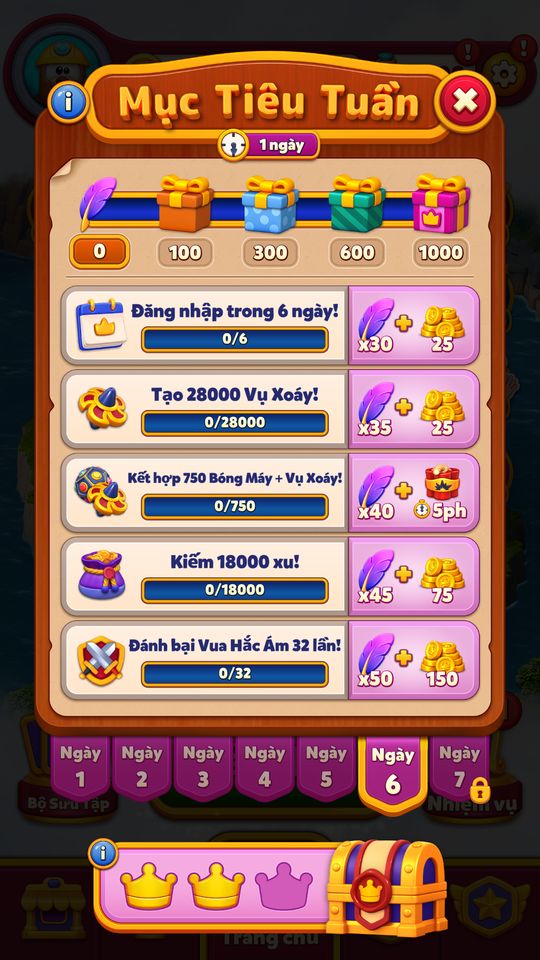 Mục Tiêu Tuần
1 ngày
0
100
300
600
1000
Đăng nhập trong 6 ngày!
0/6
x30
25
Tạo 28000 Vụ Xoáy!
0/28000
x35
25
Kết hợp 750 Bóng Máy + Vụ Xoáy!
0/750
x40
5ph
Kiếm 18000 xu!
0/18000
x45
75
Đánh bại Vua Hắc Ám 32 lần!
0/32
x50
150
Ngày 1
Ngày 2
Ngày 3
Ngày 4
Ngày 5
Ngày 6
Ngày 7
Bộ Sưu Tập
Nhiệm vụ
Trang chủ